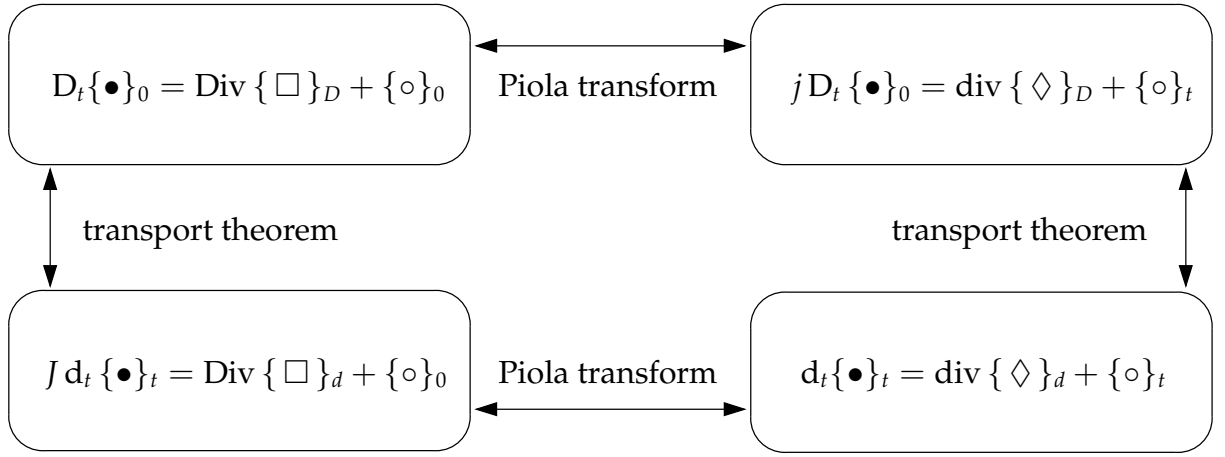 D_t{•}_0 = Div { □ }_D + {∘}_0
Piola transform
j D_t {•}_0 = div { ◇ }_D + {∘}_t
transport theorem
transport theorem
J d_t {•}_t = Div { □ }_d + {∘}_0
Piola transform
d_t{•}_t = div { ◇ }_d + {∘}_t